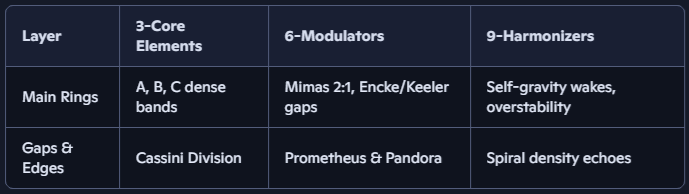 Layer
3-Core
Elements
6-Modulators
9-Harmonizers
Main Rings
A, B, C dense
bands
Mimas 2:1, Encke/Keeler
gaps
Self-gravity wakes,
overstability
Gaps &
Edges
Cassini Division
Prometheus & Pandora
Spiral density echoes